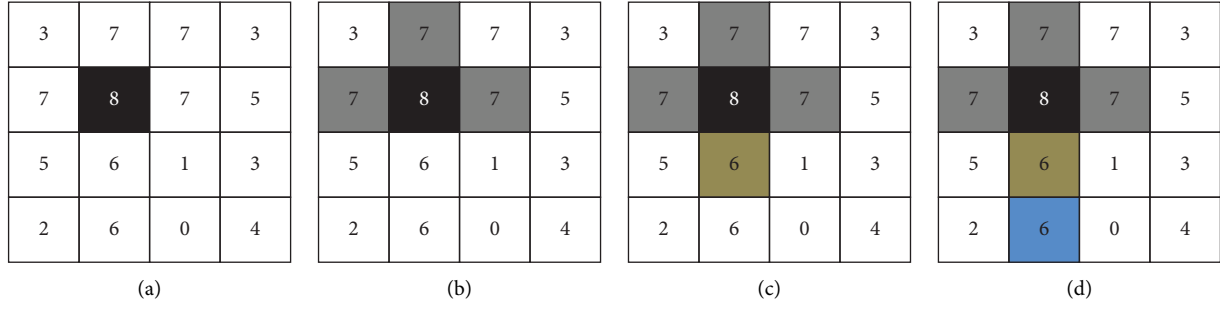 3 7 7 3 3 7 7 3 3 7 7 3 3 7 7 3
7 8 7 5 7 8 7 5 7 8 7 5 7 8 7 5
5 6 1 3 5 6 1 3 5 6 1 3 5 6 1 3
2 6 0 4 2 6 0 4 2 6 0 4 2 6 0 4
(a) (b) (c) (d)